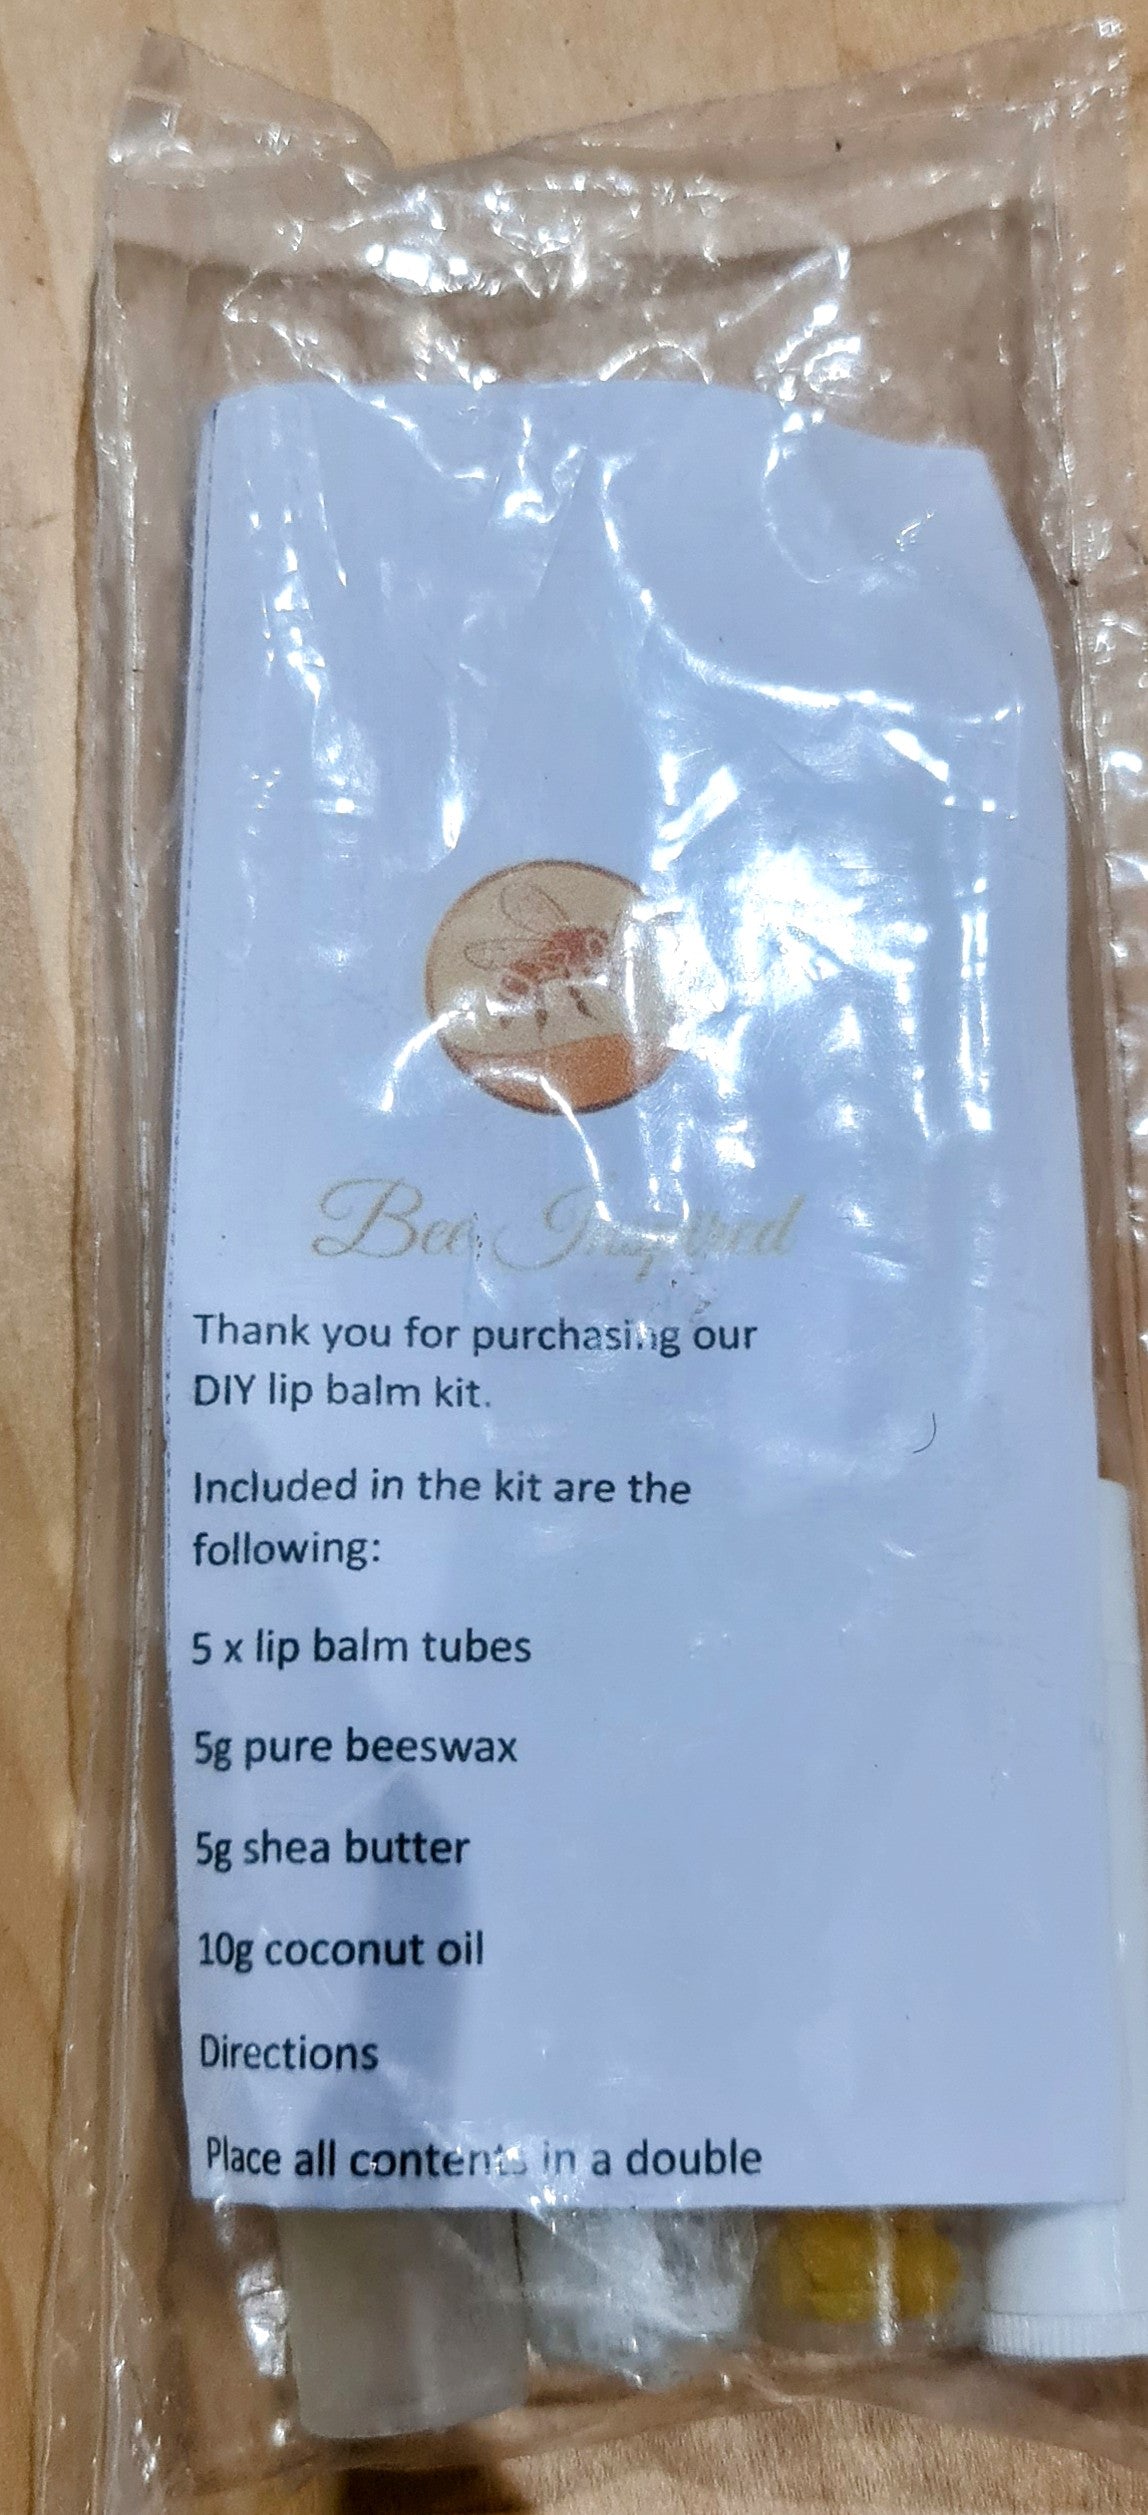 Bee Inspired
Thank you for purchasing our
DIY lip balm kit.
Included in the kit are the
following:
5 x lip balm tubes
5g pure beeswax
5g shea butter
10g coconut oil
Directions
Place all contents in a double